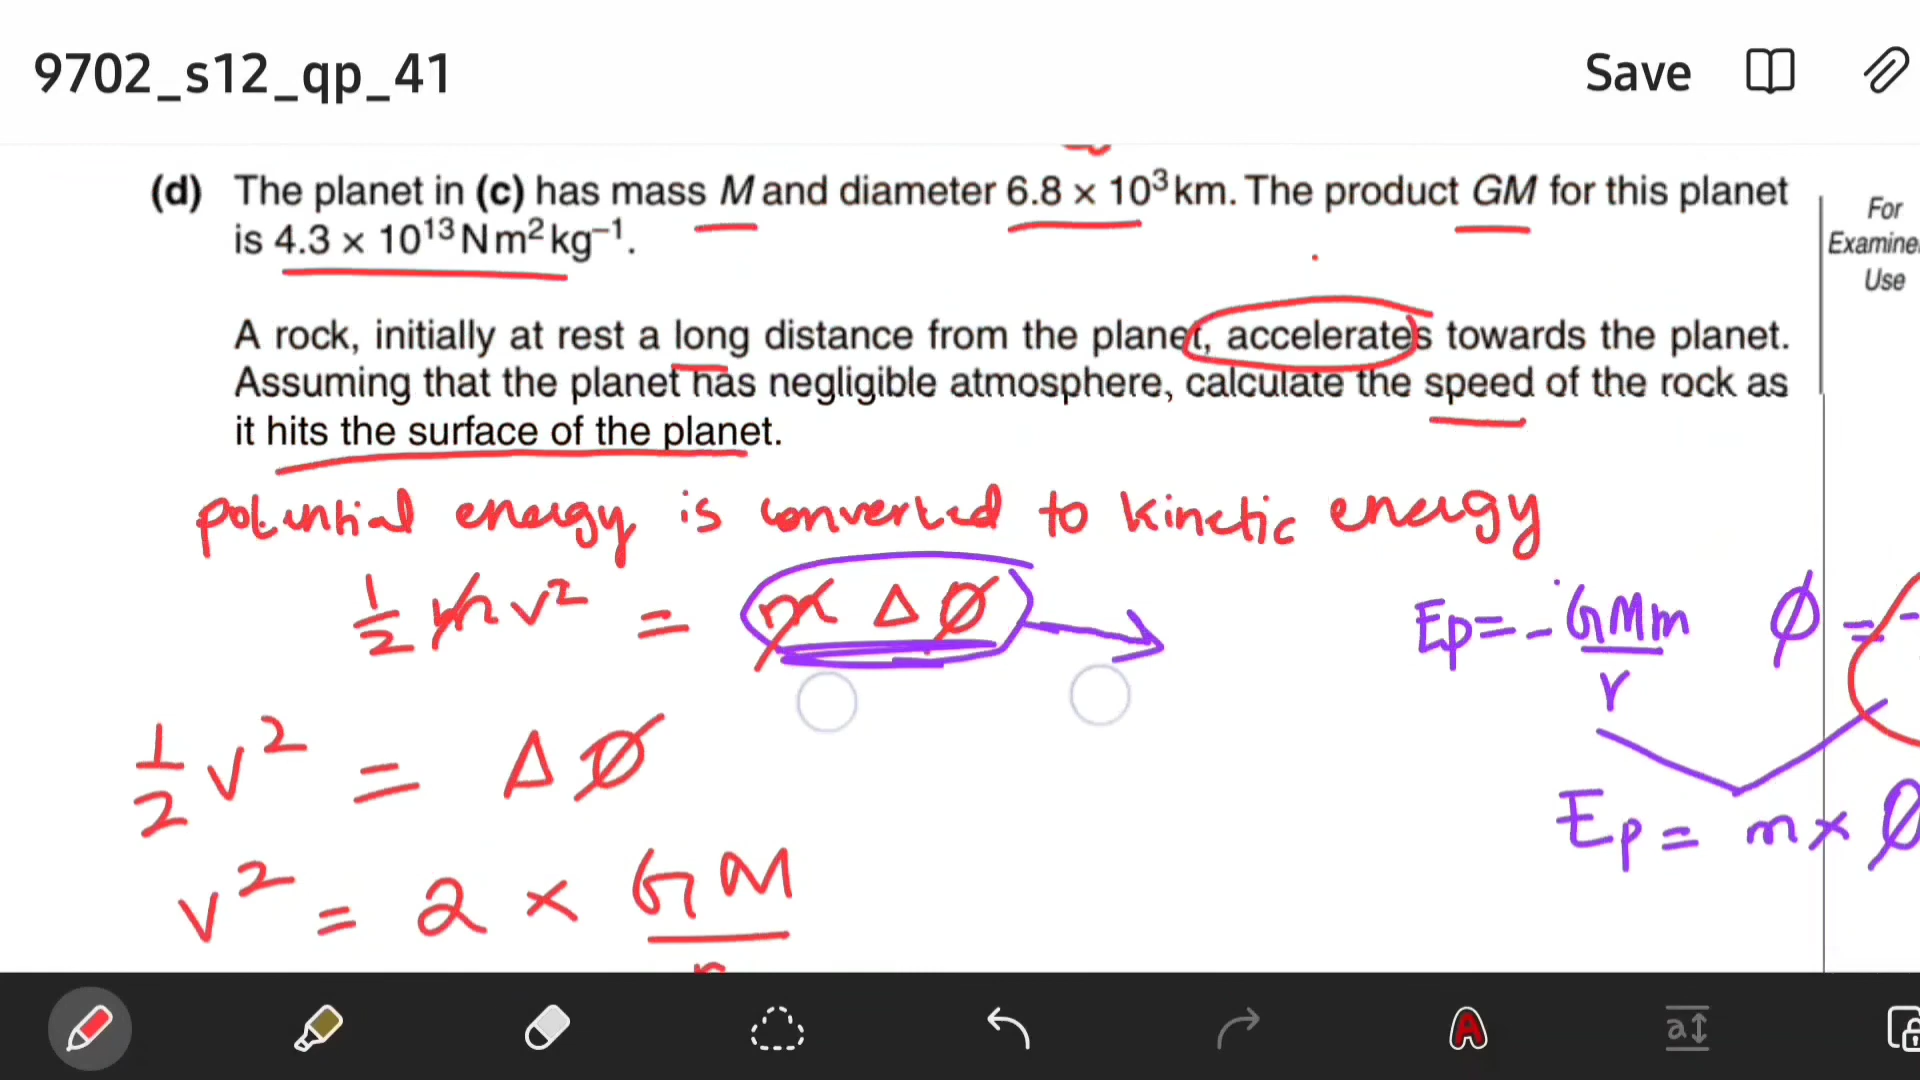 9702_s12_qp_41
Save
(d) The planet in (c) has mass M and diameter 6.8 × 10³ km. The product GM for this planet
is 4.3 × 10¹³ N m² kg⁻¹.
For
Examiner
Use
A rock, initially at rest a long distance from the planet, accelerates towards the planet.
Assuming that the planet has negligible atmosphere, calculate the speed of the rock as
it hits the surface of the planet.
potential energy is converted to kinetic energy
½ m v² = m Δ Ø
Ep = - GMm / r
Ø = -
½ v² = Δ Ø
Ep = m × Ø
v² = 2 × GM
A
a